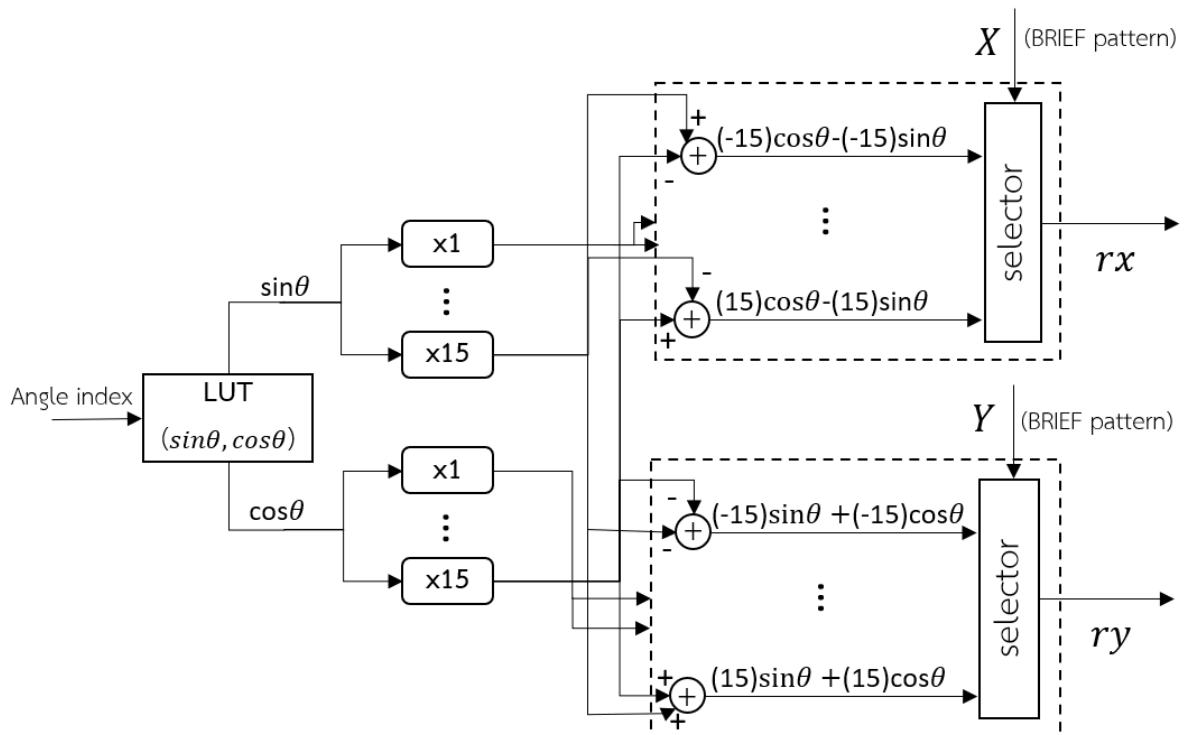 X (BRIEF pattern)
+
+ (-15)cosθ-(-15)sinθ
-
selector
⋮
rx
x1
sinθ
⋮
x15
-
+ (15)cosθ-(15)sinθ
+
Angle index
LUT
(sinθ, cosθ)
Y (BRIEF pattern)
x1
cosθ
⋮
x15
-
+ (-15)sinθ +(-15)cosθ
-
selector
⋮
ry
+
+ (15)sinθ +(15)cosθ
+